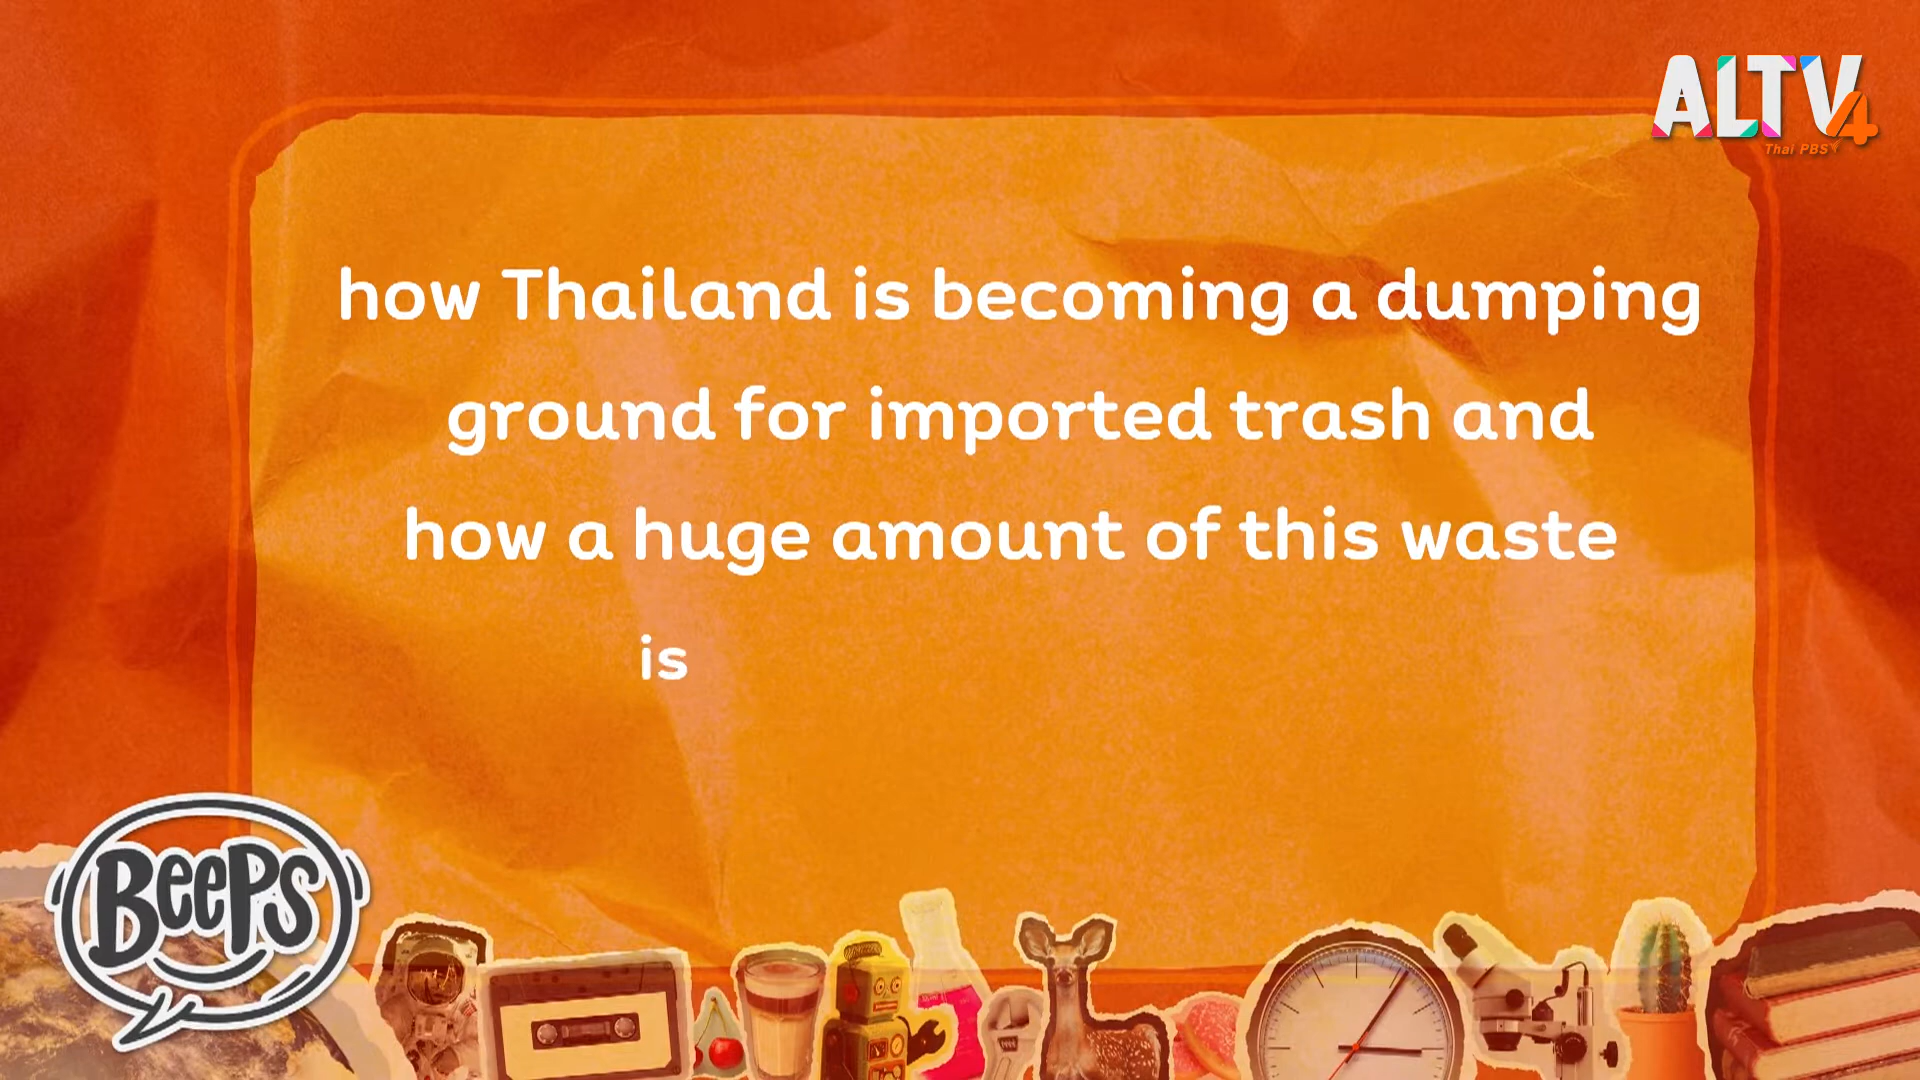 ALTV4
Thai PBS
how Thailand is becoming a dumping
ground for imported trash and
how a huge amount of this waste
is
BeePS